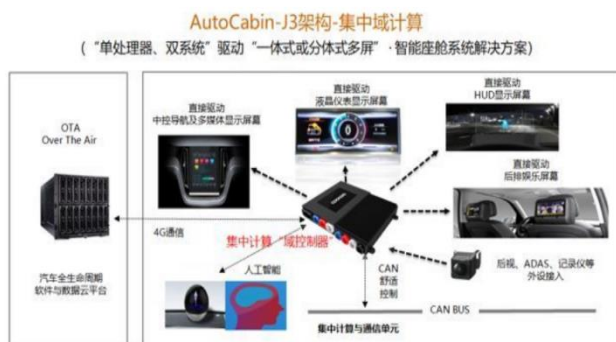 AutoCabin-J3架构-集中域计算
(“单处理器、双系统”驱动“一体式或分体式多屏”·智能座舱系统解决方案)
OTA
Over The Air
汽车全生命周期
软件与数据云平台
直接驱动
中控导航及多媒体显示屏幕
直接驱动
液晶仪表显示屏幕
直接驱动
HUD显示屏幕
直接驱动
后排娱乐屏幕
4G通信
集中计算“域控制器”
人工智能
CAN
舒适
控制
后视、ADAS、记录仪等
外设接入
CAN BUS
集中计算与通信单元